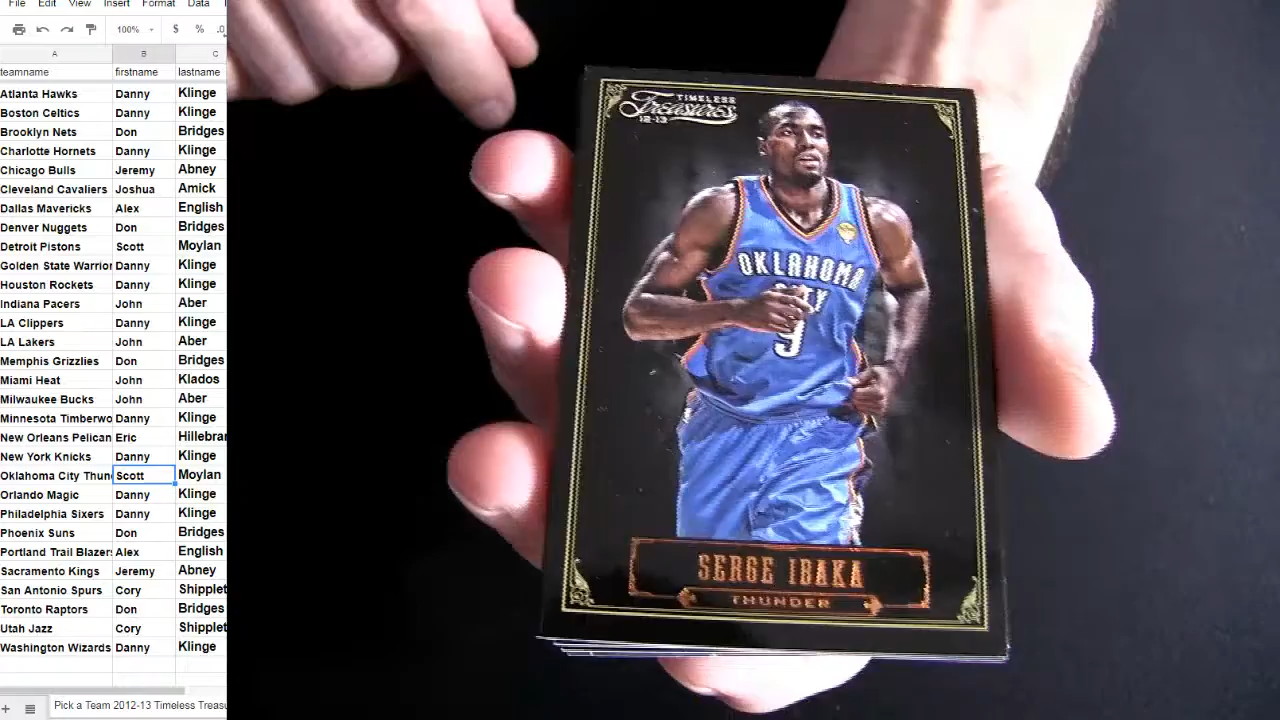 File Edit View Insert Format Data
100% $ % .0
A B C
teamname firstname lastname
Atlanta Hawks Danny Klinge
Boston Celtics Danny Klinge
Brooklyn Nets Don Bridges
Charlotte Hornets Danny Klinge
Chicago Bulls Jeremy Abney
Cleveland Cavaliers Joshua Amick
Dallas Mavericks Alex English
Denver Nuggets Don Bridges
Detroit Pistons Scott Moylan
Golden State Warrior Danny Klinge
Houston Rockets Danny Klinge
Indiana Pacers John Aber
LA Clippers Danny Klinge
LA Lakers John Aber
Memphis Grizzlies Don Bridges
Miami Heat John Klados
Milwaukee Bucks John Aber
Minnesota Timberwo Danny Klinge
New Orleans Pelican Eric Hillebrar
New York Knicks Danny Klinge
Oklahoma City Thun Scott Moylan
Orlando Magic Danny Klinge
Philadelphia Sixers Danny Klinge
Phoenix Suns Don Bridges
Portland Trail Blazers Alex English
Sacramento Kings Jeremy Abney
San Antonio Spurs Cory Shipplet
Toronto Raptors Don Bridges
Utah Jazz Cory Shipplet
Washington Wizards Danny Klinge
Pick a Team 2012-13 Timeless Treasu
TIMELESS
Treasures
12-13
OKLAHOMA
9
SERGE IBAKA
THUNDER